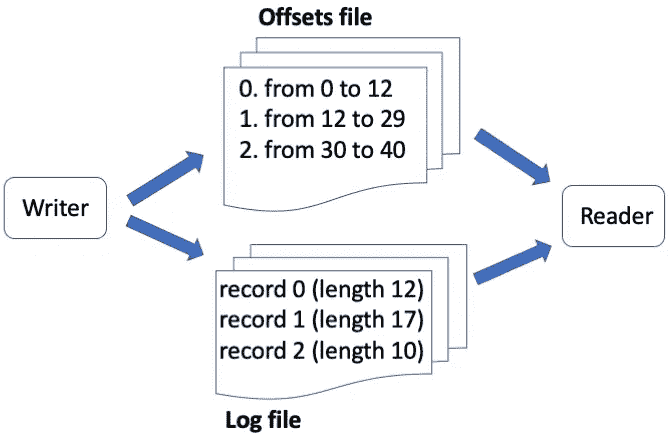 Offsets file
0. from 0 to 12
1. from 12 to 29
2. from 30 to 40
Writer
Reader
record 0 (length 12)
record 1 (length 17)
record 2 (length 10)
Log file